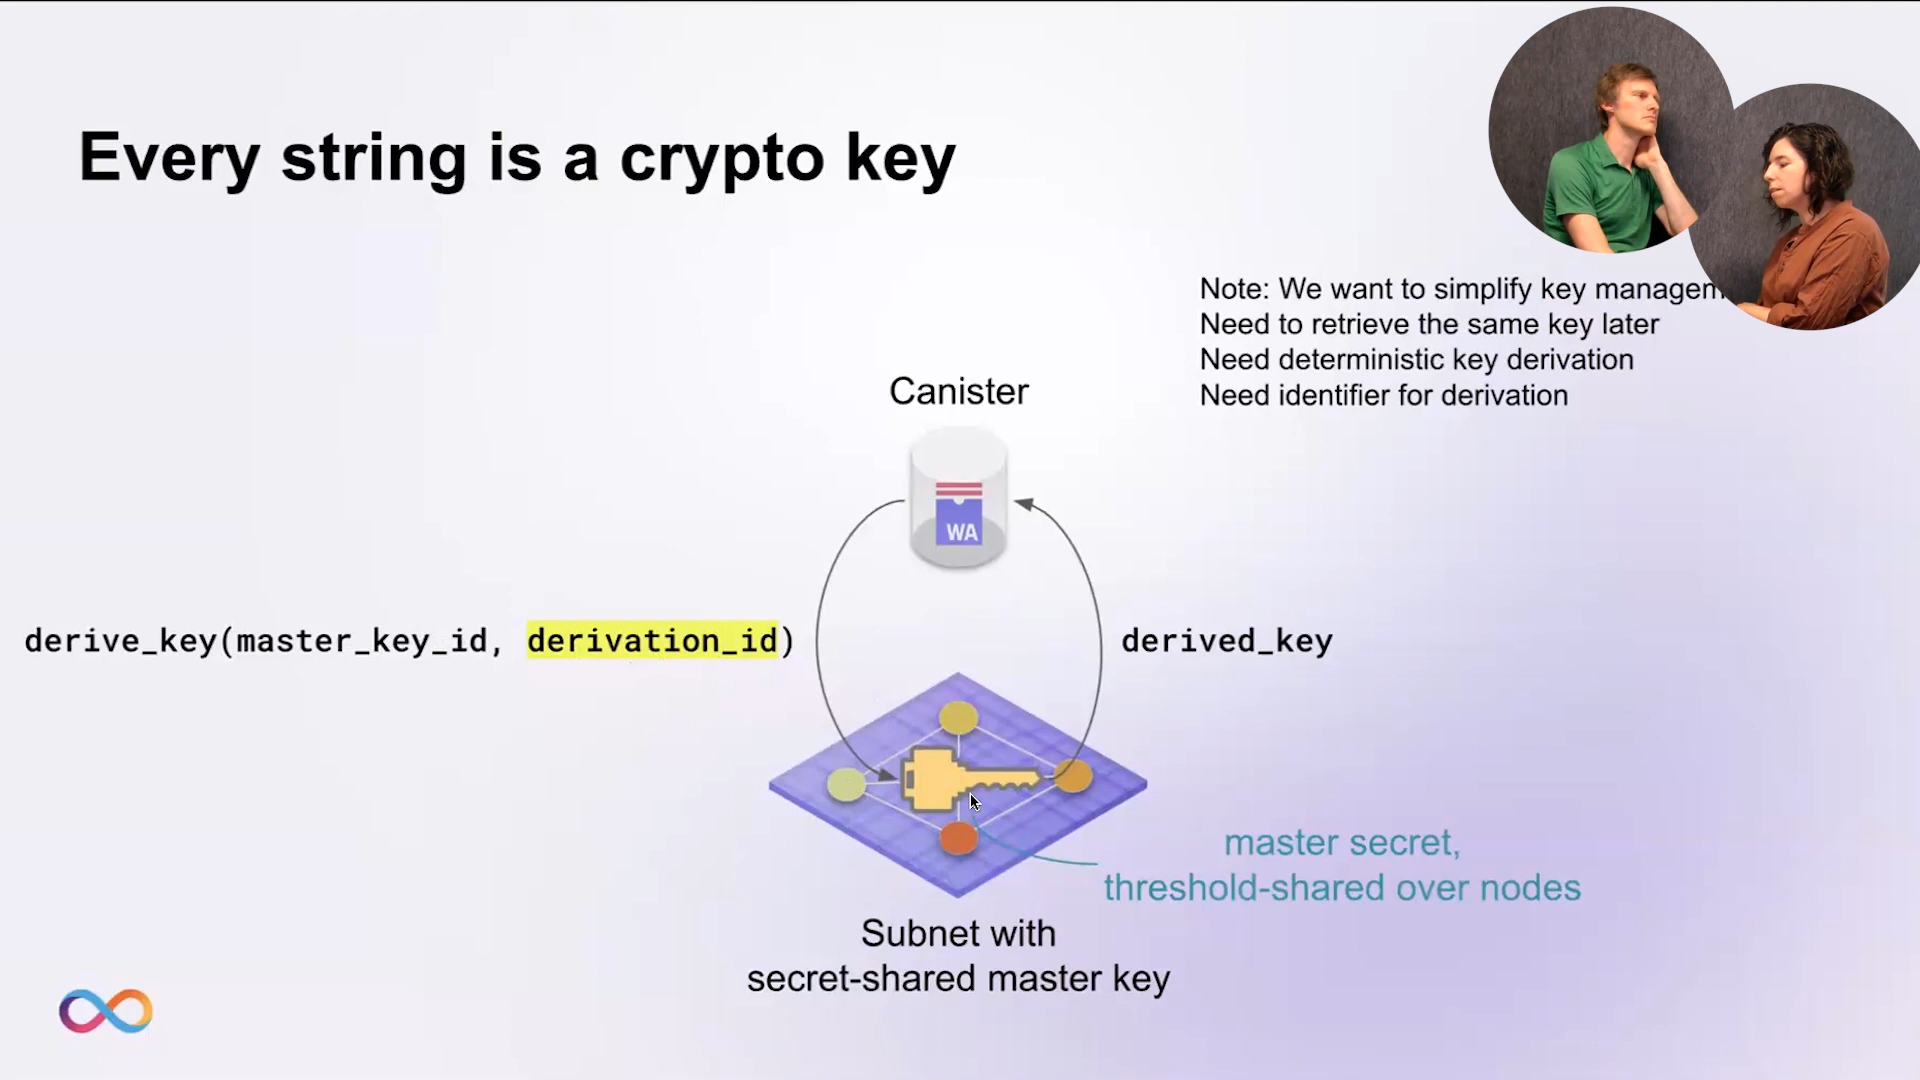 Every string is a crypto key
Note: We want to simplify key managem
Need to retrieve the same key later
Need deterministic key derivation
Need identifier for derivation
Canister
WA
derive_key(master_key_id, derivation_id)
derived_key
master secret,
threshold-shared over nodes
Subnet with
secret-shared master key